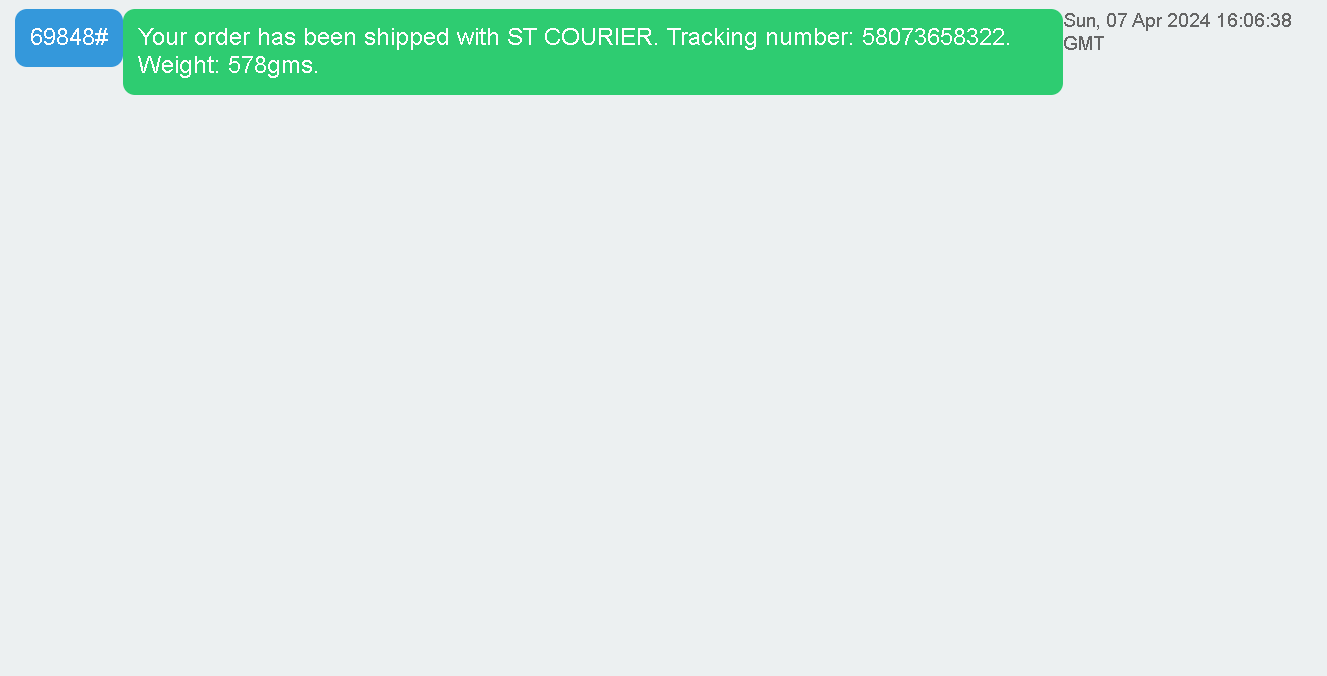 69848#
Your order has been shipped with ST COURIER. Tracking number: 58073658322.
Weight: 578gms.
Sun, 07 Apr 2024 16:06:38
GMT